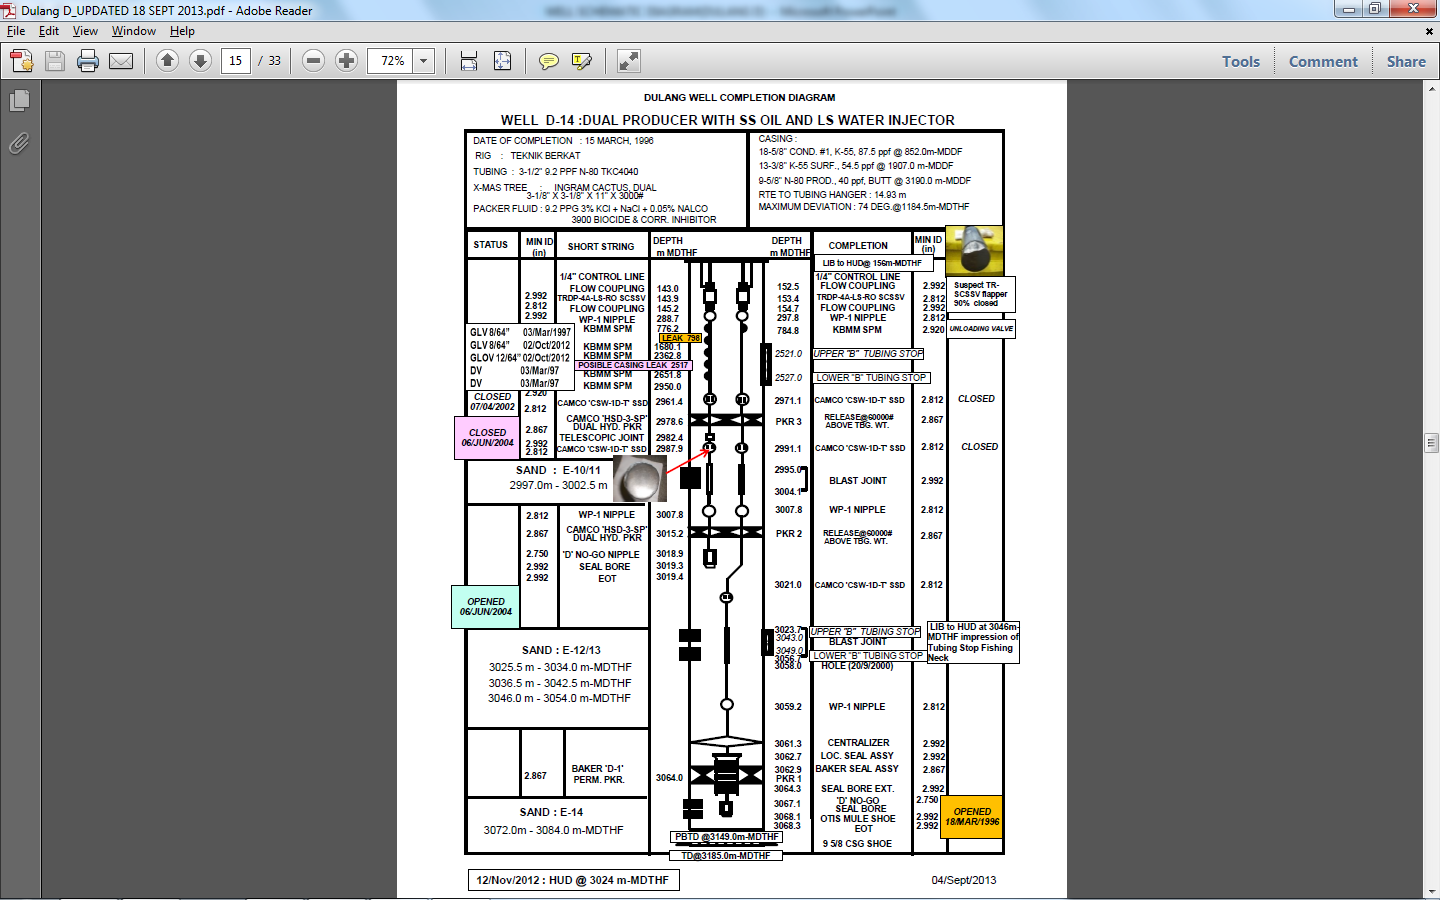 Dulang D_UPDATED 18 SEPT 2013.pdf - Adobe Reader
File Edit View Window Help
15 / 33 72%
Tools Comment Share
DULANG WELL COMPLETION DIAGRAM
WELL D-14 :DUAL PRODUCER WITH SS OIL AND LS WATER INJECTOR
DATE OF COMPLETION : 15 MARCH, 1996
RIG : TEKNIK BERKAT
TUBING : 3-1/2" 9.2 PPF N-80 TKC4040
X-MAS TREE : INGRAM CACTUS, DUAL
3-1/8" X 3-1/8" X 11" X 3000#
PACKER FLUID : 9.2 PPG 3% KCl + NaCl + 0.05% NALCO
3900 BIOCIDE & CORR. INHIBITOR
CASING :
18-5/8" COND. #1, K-55, 87.5 ppf @ 852.0m-MDDF
13-3/8" K-55 SURF., 54.5 ppf @ 1907.0 m-MDDF
9-5/8" N-80 PROD., 40 ppf, BUTT @ 3190.0 m-MDDF
RTE TO TUBING HANGER : 14.93 m
MAXIMUM DEVIATION : 74 DEG.@1184.5m-MDTHF
STATUS MIN ID (in) SHORT STRING DEPTH m MDTHF DEPTH m MDTHF COMPLETION MIN ID (in)
LIB to HUD@ 156m-MDTHF
1/4" CONTROL LINE 1/4" CONTROL LINE
FLOW COUPLING 143.0 152.5 FLOW COUPLING 2.992
2.992 TRDP-4A-LS-RO SCSSV 143.9 153.4 TRDP-4A-LS-RO SCSSV 2.812
2.812 FLOW COUPLING 145.2 154.7 FLOW COUPLING 2.992
2.992 WP-1 NIPPLE 288.7 297.8 WP-1 NIPPLE 2.812
KBMM SPM 776.2 784.8 KBMM SPM 2.920 UNLOADING VALVE
Suspect TR-
SCSSV flapper
90% closed
GLV 8/64" 03/Mar/1997
LEAK 798
GLV 8/64" 02/Oct/2012 KBMM SPM 1680.1
GLOV 12/64" 02/Oct/2012 KBMM SPM 2362.8 2521.0 UPPER "B" TUBING STOP
POSIBLE CASING LEAK 2517
DV 03/Mar/97 KBMM SPM 2651.8 2527.0 LOWER "B" TUBING STOP
DV 03/Mar/97 KBMM SPM 2950.0
2.920
CLOSED
07/04/2002
2.812 CAMCO 'CSW-1D-T' SSD 2961.4 2971.1 CAMCO 'CSW-1D-T' SSD 2.812 CLOSED
CLOSED
06/JUN/2004
2.867 CAMCO 'HSD-3-SP' DUAL HYD. PKR 2978.6 PKR 3 RELEASE@60000# ABOVE TBG. WT. 2.867
2.992 TELESCOPIC JOINT 2982.4
2.812 CAMCO 'CSW-1D-T' SSD 2987.9 2991.1 CAMCO 'CSW-1D-T' SSD 2.812 CLOSED
SAND : E-10/11
2997.0m - 3002.5 m
2995.0
BLAST JOINT 2.992
3004.1
2.812 WP-1 NIPPLE 3007.8 3007.8 WP-1 NIPPLE 2.812
2.867 CAMCO 'HSD-3-SP' DUAL HYD. PKR 3015.2 PKR 2 RELEASE@60000# ABOVE TBG. WT. 2.867
2.750 'D' NO-GO NIPPLE 3018.9
2.992 SEAL BORE 3019.3
2.992 EOT 3019.4
3021.0 CAMCO 'CSW-1D-T' SSD 2.812
OPENED
06/JUN/2004
SAND : E-12/13
3025.5 m - 3034.0 m-MDTHF
3036.5 m - 3042.5 m-MDTHF
3046.0 m - 3054.0 m-MDTHF
3023.7
3043.0 UPPER "B" TUBING STOP
BLAST JOINT
3049.0 LOWER "B" TUBING STOP
3056.7
3058.0 HOLE (20/9/2000)
LIB to HUD at 3046m-
MDTHF impression of
Tubing Stop Fishing
Neck
3059.2 WP-1 NIPPLE 2.812
3061.3 CENTRALIZER 2.992
3062.7 LOC. SEAL ASSY 2.992
3062.9 BAKER SEAL ASSY 2.867
2.867 BAKER 'D-1' PERM. PKR. 3064.0 PKR 1
3064.3 SEAL BORE EXT. 2.992
3067.1 'D' NO-GO SEAL BORE 2.750
3068.1 OTIS MULE SHOE 2.992
3068.3 EOT 2.992
OPENED
18/MAR/1996
SAND : E-14
3072.0m - 3084.0 m-MDTHF
PBTD @3149.0m-MDTHF
9 5/8 CSG SHOE
TD@3185.0m-MDTHF
12/Nov/2012 : HUD @ 3024 m-MDTHF
04/Sept/2013